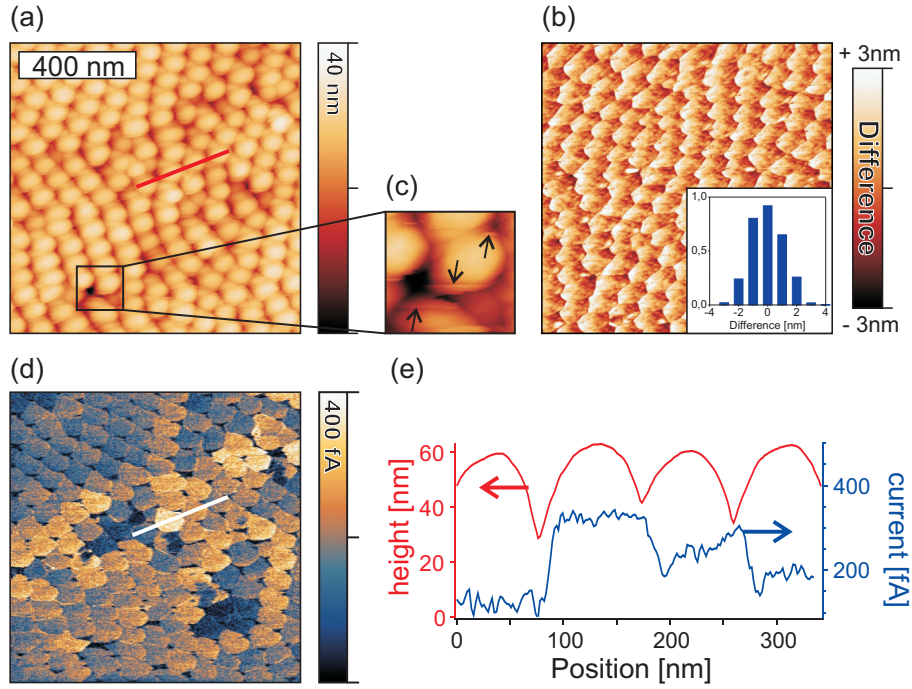 (a)
400 nm
40 nm
(b)
+ 3nm
Difference
- 3nm
1,0
0,5
0,0
-4 -2 0 2 4
Difference [nm]
(c)
(d)
400 fA
(e)
height [nm]
60
40
20
0
400
200
current [fA]
0 100 200 300
Position [nm]